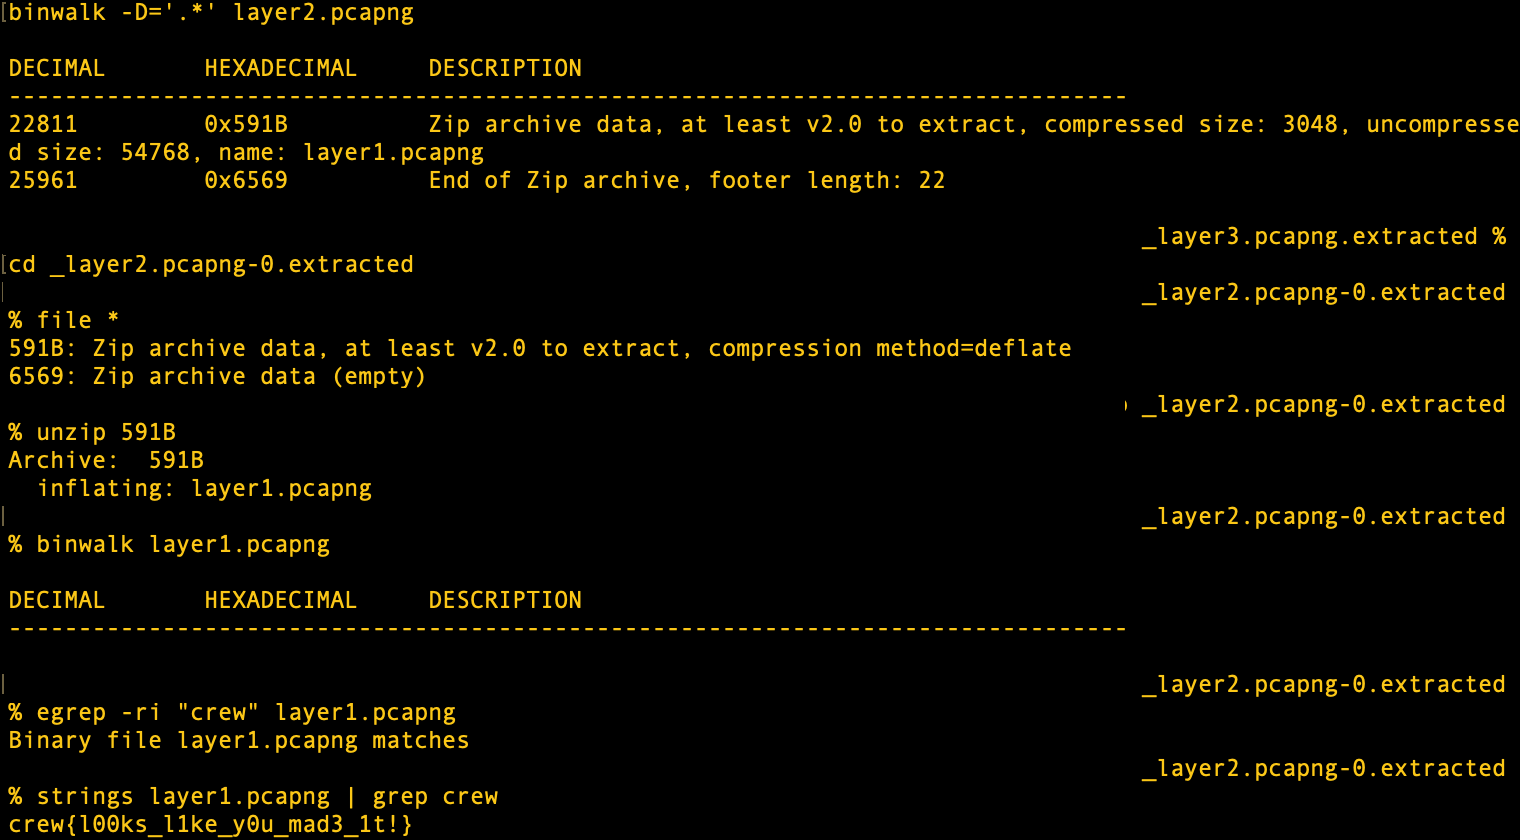 binwalk -D='.*' layer2.pcapng
DECIMAL HEXADECIMAL DESCRIPTION
--------------------------------------------------------------------------------
22811 0x591B Zip archive data, at least v2.0 to extract, compressed size: 3048, uncompresse
d size: 54768, name: layer1.pcapng
25961 0x6569 End of Zip archive, footer length: 22
_layer3.pcapng.extracted %
cd _layer2.pcapng-0.extracted
_layer2.pcapng-0.extracted
% file *
591B: Zip archive data, at least v2.0 to extract, compression method=deflate
6569: Zip archive data (empty)
_layer2.pcapng-0.extracted
% unzip 591B
Archive:  591B
inflating: layer1.pcapng
_layer2.pcapng-0.extracted
% binwalk layer1.pcapng
DECIMAL HEXADECIMAL DESCRIPTION
--------------------------------------------------------------------------------
_layer2.pcapng-0.extracted
% egrep -ri "crew" layer1.pcapng
Binary file layer1.pcapng matches
_layer2.pcapng-0.extracted
% strings layer1.pcapng | grep crew
crew{l00ks_l1ke_y0u_mad3_1t!}